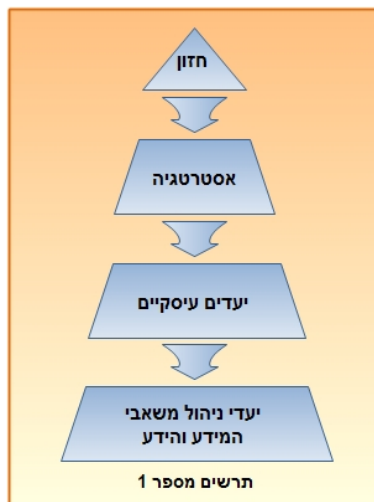 חזון
אסטרטגיה
יעדים עיסקיים
יעדי ניהול משאבי
המידע והידע
תרשים מספר 1